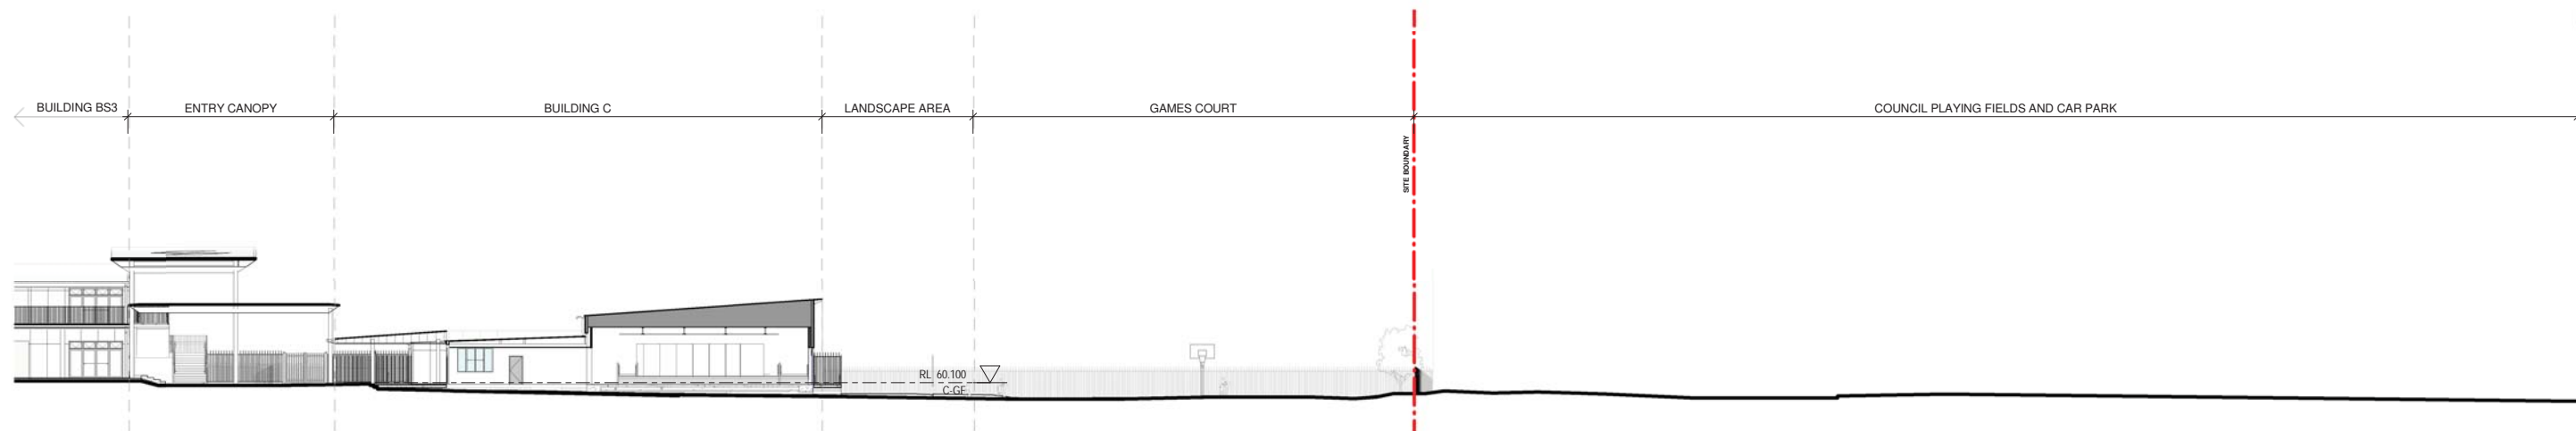 BUILDING BS3
ENTRY CANOPY
BUILDING C
LANDSCAPE AREA
GAMES COURT
COUNCIL PLAYING FIELDS AND CAR PARK
SITE BOUNDARY
RL 60.100
C-GF